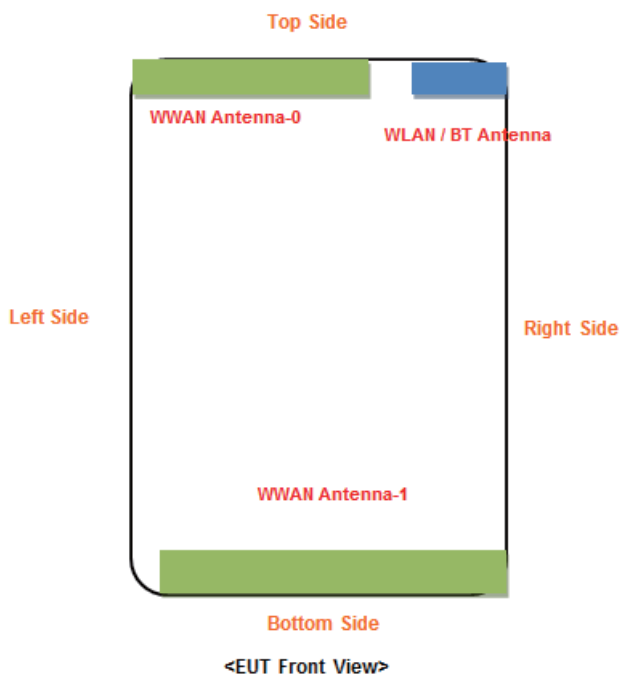 Top Side
WWAN Antenna-0
WLAN / BT Antenna
Left Side
Right Side
WWAN Antenna-1
Bottom Side
<EUT Front View>